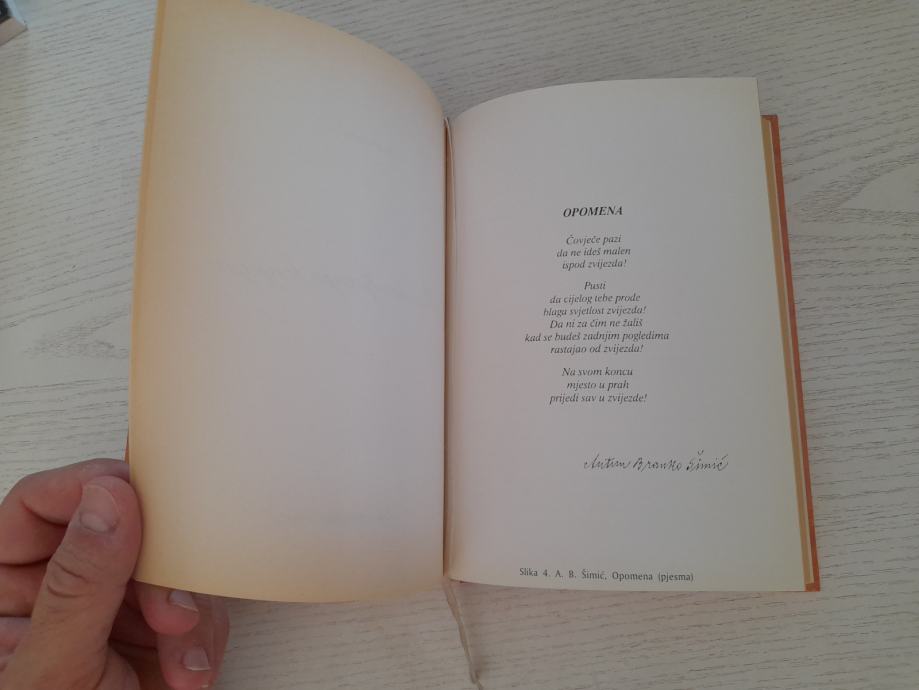 OPOMENA
Čovječe pazi
da ne ideš malen
ispod zvijezda!
Pusti
da cijelog tebe prođe
blaga svjetlost zvijezda!
Da ni za čim ne žališ
kad se budeš zadnjim pogledima
rastajao od zvijezda!
Na svom koncu
mjesto u prah
prijeđi sav u zvijezde!
Antun Branko Šimić
Slika 4. A. B. Šimić, Opomena (pjesma)